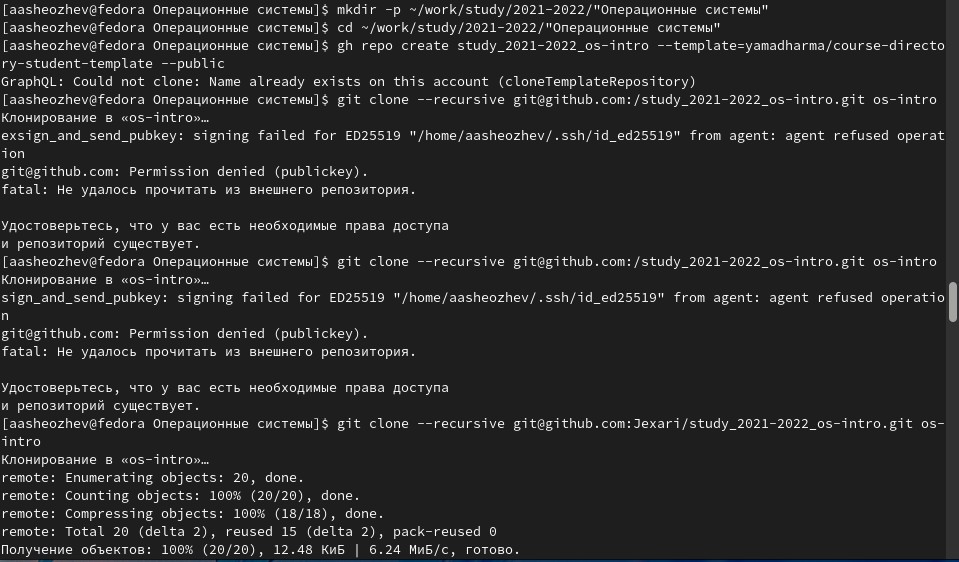 [aasheozhev@fedora Операционные системы]$ mkdir -p ~/work/study/2021-2022/"Операционные системы"
[aasheozhev@fedora Операционные системы]$ cd ~/work/study/2021-2022/"Операционные системы"
[aasheozhev@fedora Операционные системы]$ gh repo create study_2021-2022_os-intro --template=yamadharma/course-directo
ry-student-template --public
GraphQL: Could not clone: Name already exists on this account (cloneTemplateRepository)
[aasheozhev@fedora Операционные системы]$ git clone --recursive git@github.com:/study_2021-2022_os-intro.git os-intro
Клонирование в «os-intro»…
exsign_and_send_pubkey: signing failed for ED25519 "/home/aasheozhev/.ssh/id_ed25519" from agent: agent refused operat
ion
git@github.com: Permission denied (publickey).
fatal: Не удалось прочитать из внешнего репозитория.

Удостоверьтесь, что у вас есть необходимые права доступа
и репозиторий существует.
[aasheozhev@fedora Операционные системы]$ git clone --recursive git@github.com:/study_2021-2022_os-intro.git os-intro
Клонирование в «os-intro»…
sign_and_send_pubkey: signing failed for ED25519 "/home/aasheozhev/.ssh/id_ed25519" from agent: agent refused operatio
n
git@github.com: Permission denied (publickey).
fatal: Не удалось прочитать из внешнего репозитория.

Удостоверьтесь, что у вас есть необходимые права доступа
и репозиторий существует.
[aasheozhev@fedora Операционные системы]$ git clone --recursive git@github.com:Jexari/study_2021-2022_os-intro.git os-
intro
Клонирование в «os-intro»…
remote: Enumerating objects: 20, done.
remote: Counting objects: 100% (20/20), done.
remote: Compressing objects: 100% (18/18), done.
remote: Total 20 (delta 2), reused 15 (delta 2), pack-reused 0
Получение объектов: 100% (20/20), 12.48 КиБ | 6.24 МиБ/с, готово.